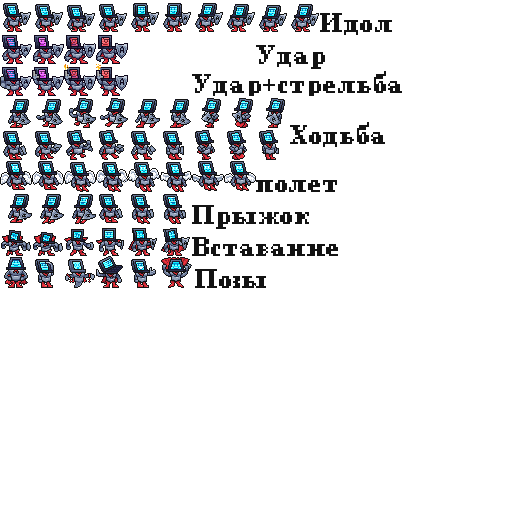 Идол
Удар
Удар+стрельба
Ходьба
полет
Прыжок
Вставание
Позы